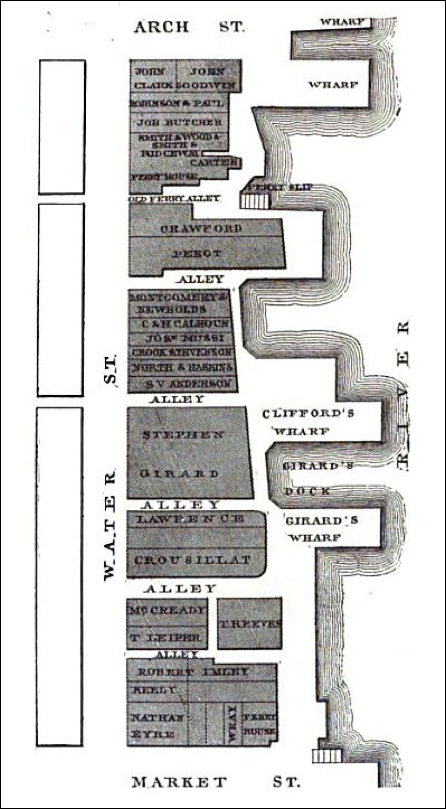 ARCH ST.
WHARF
WHARF
JOHN CLARK
JOHN GOODWIN
ROBINSON & PAUL
JOB BUTCHER
SMITH & WOOD &
SMITH &
RIDGEWAY
CARTER
FERRY HOUSE
FERRY SLIP
OLD FERRY ALLEY
CRAWFORD
PEROT
ALLEY
MONTGOMERY &
NEWBOLDS
C & H CALHOUN
JOS. MUSSI
CROOK STEVENSON
NORTH & HASKINS
S V ANDERSON
ALLEY
STEPHEN
GIRARD
CLIFFORD'S
WHARF
GIRARD'S
DOCK
ALLEY
LAWRENCE
CROUSILLAT
GIRARD'S
WHARF
ALLEY
McCREADY
T LEIPER
T. REEVES
ALLEY
ROBERT IMLEY
KEELY
NATHAN
EYRE
WRAY
FERRY
HOUSE
MARKET ST.
WATER ST.
RIVER